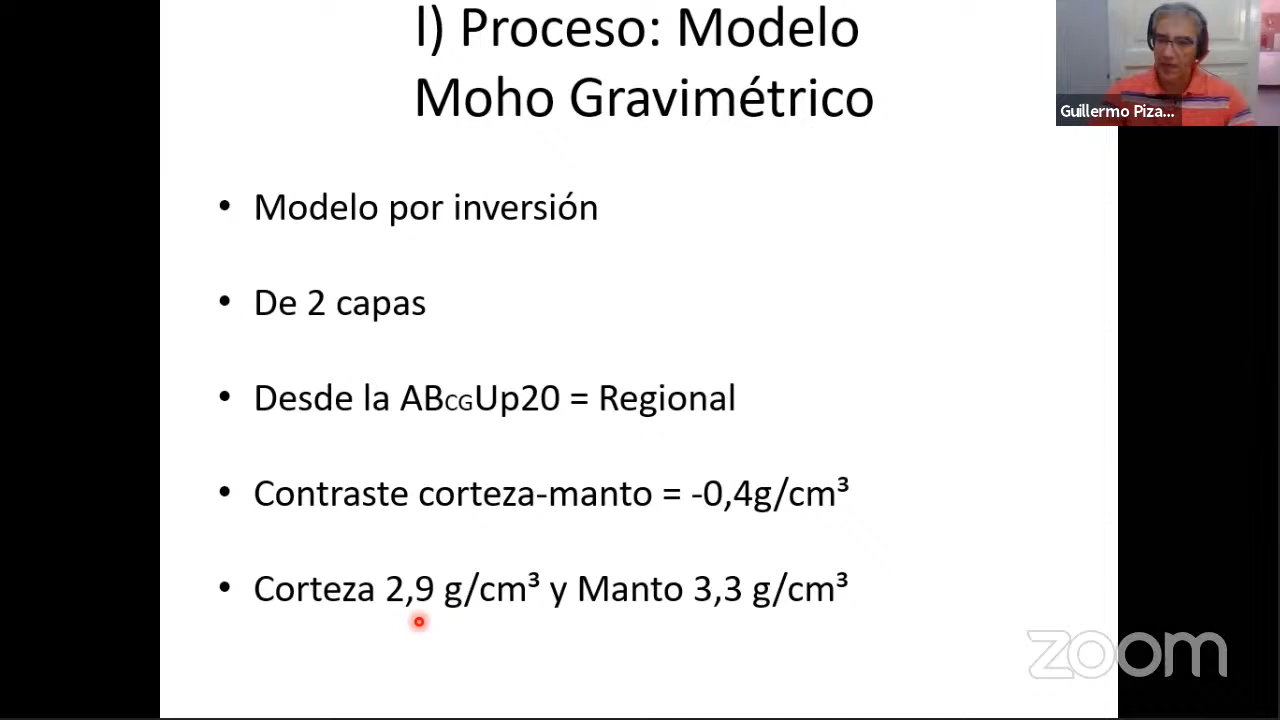 I) Proceso: Modelo
Moho Gravimétrico
Guillermo Piza...
• Modelo por inversión
• De 2 capas
• Desde la ABCGUp20 = Regional
• Contraste corteza-manto = -0,4g/cm³
• Corteza 2,9 g/cm³ y Manto 3,3 g/cm³
zoom